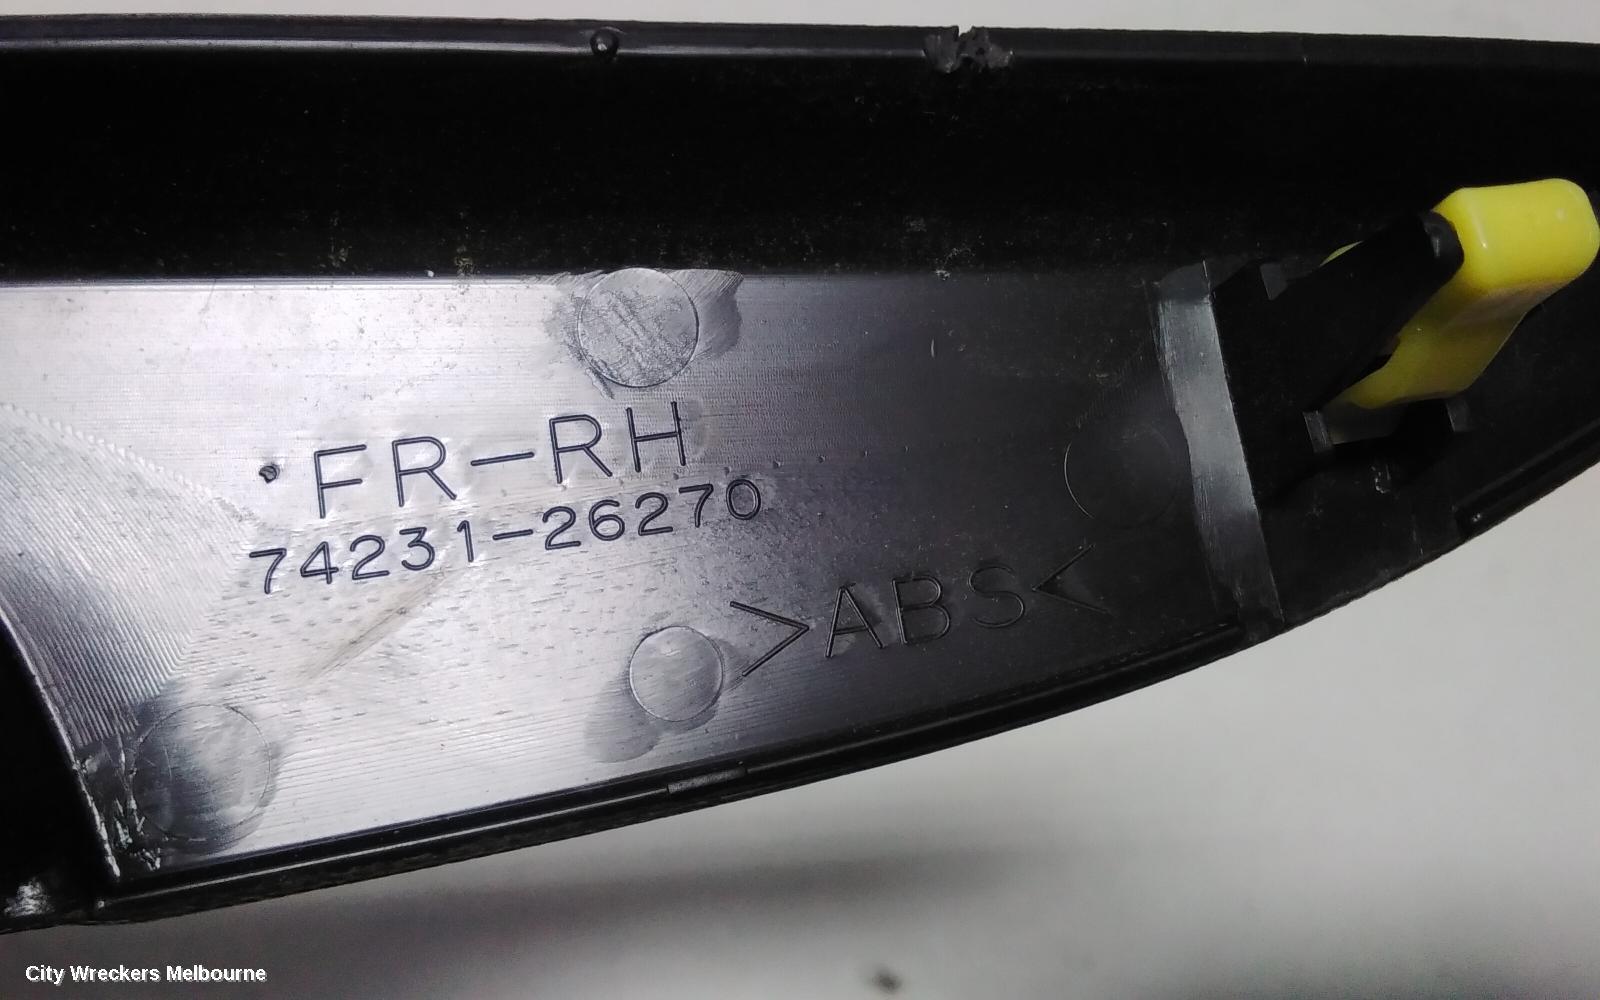 FR-RH
74231-26270
>ABS<
City Wreckers Melbourne